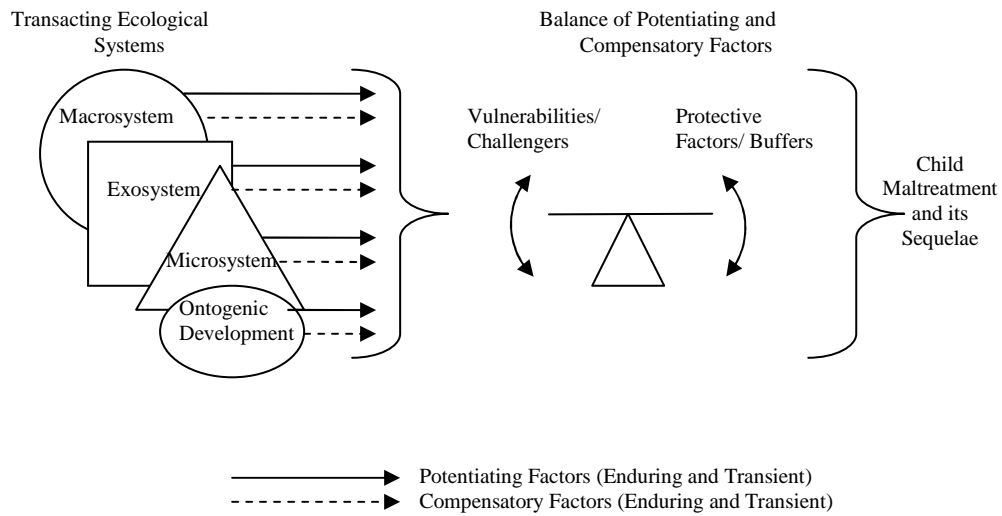 Transacting Ecological
Systems
Balance of Potentiating and
Compensatory Factors
Macrosystem
Exosystem
Microsystem
Ontogenic
Development
Vulnerabilities/
Challengers
Protective
Factors/ Buffers
Child
Maltreatment
and its
Sequelae
Potentiating Factors (Enduring and Transient)
Compensatory Factors (Enduring and Transient)